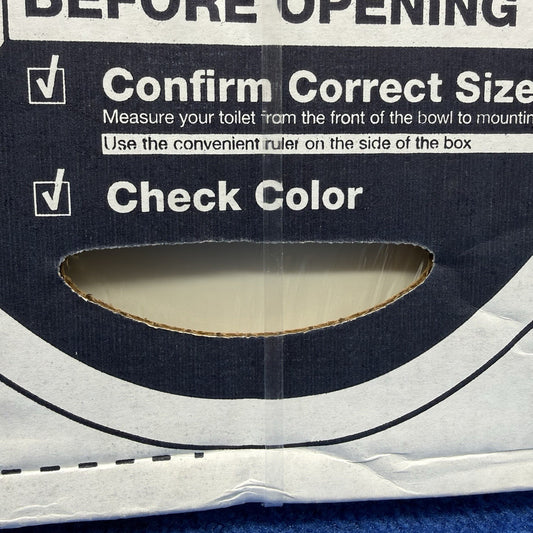 BEFORE OPENING
Confirm Correct Size
Measure your toilet from the front of the bowl to mountin
Use the convenient ruler on the side of the box
Check Color